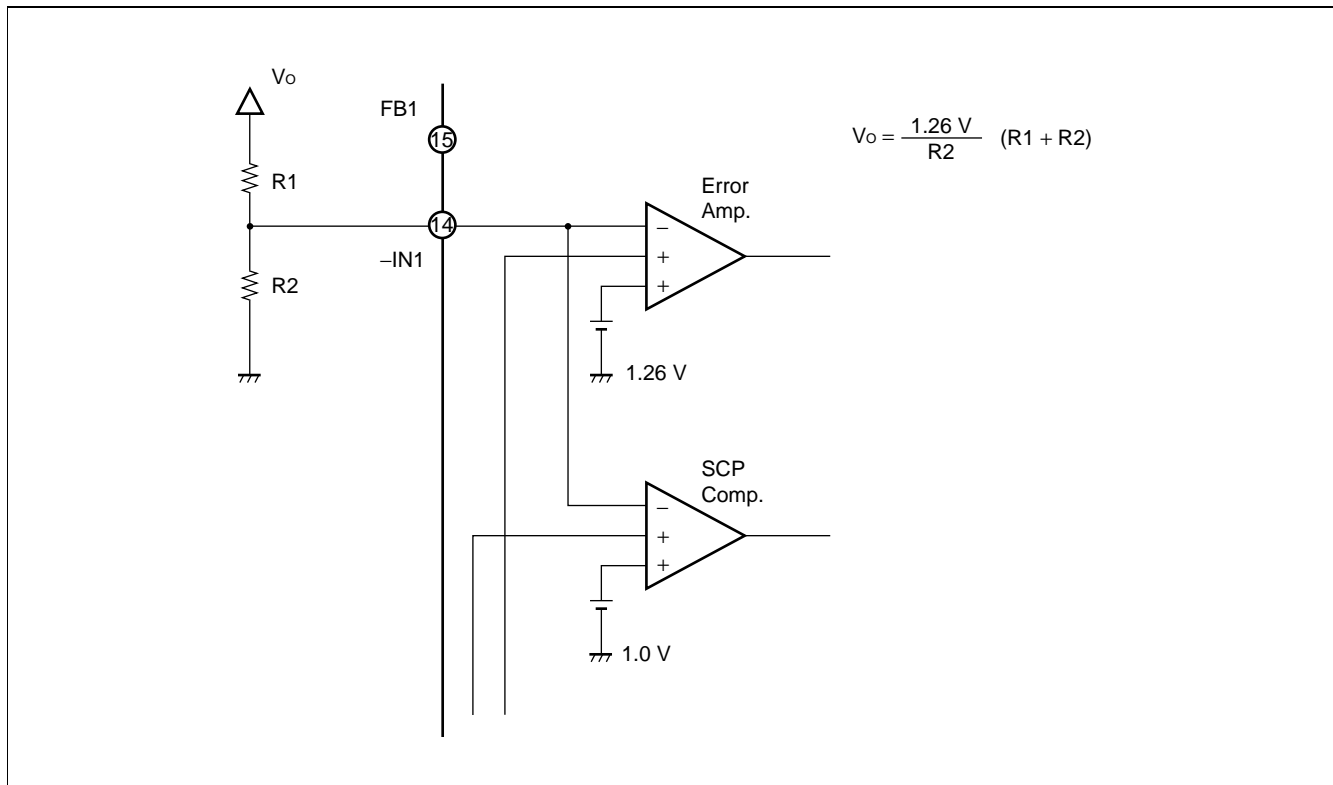 Vo
FB1
15
Vo = 1.26 V / R2 (R1 + R2)
R1
Error
Amp.
14
−
−IN1
+
R2
+
1.26 V
SCP
Comp.
−
+
+
1.0 V